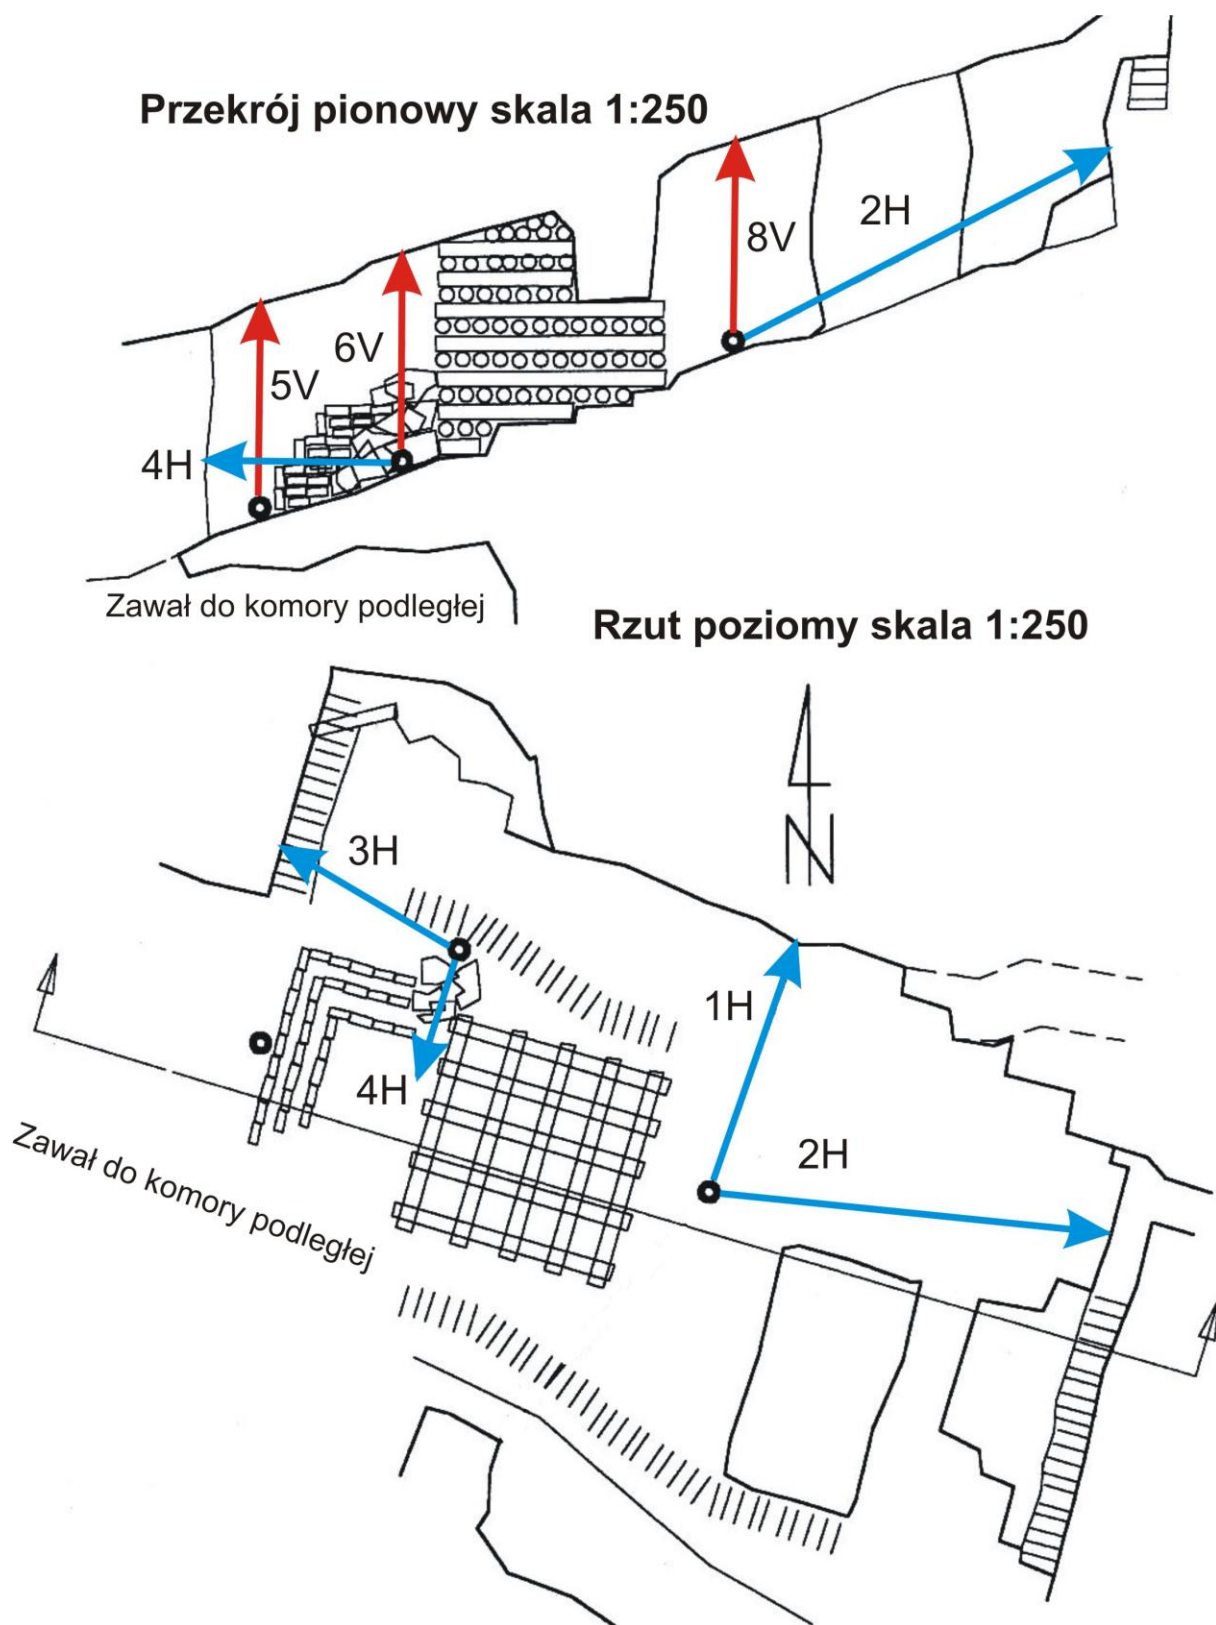 Przekrój pionowy skala 1:250
2H
8V
6V
5V
4H
Zawał do komory podległej
Rzut poziomy skala 1:250
N
3H
1H
4H
2H
Zawał do komory podległej